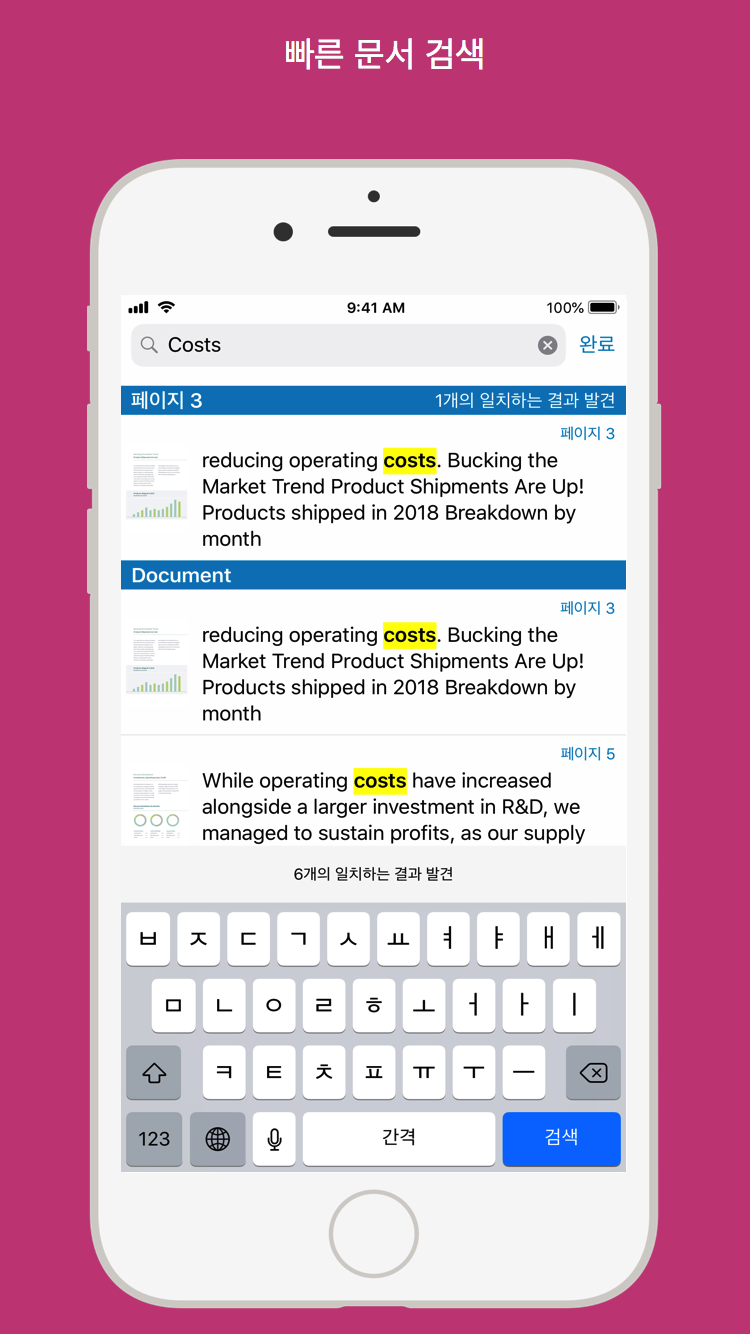 빠른 문서 검색
9:41 AM
100%
Costs
완료
페이지 3
1개의 일치하는 결과 발견
페이지 3
reducing operating costs. Bucking the
Market Trend Product Shipments Are Up!
Products shipped in 2018 Breakdown by
month
Document
페이지 3
reducing operating costs. Bucking the
Market Trend Product Shipments Are Up!
Products shipped in 2018 Breakdown by
month
페이지 5
While operating costs have increased
alongside a larger investment in R&D, we
managed to sustain profits, as our supply
6개의 일치하는 결과 발견
ㅂ ㅈ ㄷ ㄱ ㅅ ㅛ ㅕ ㅑ ㅐ ㅔ
ㅁ ㄴ ㅇ ㄹ ㅎ ㅗ ㅓ ㅏ ㅣ
ㅋ ㅌ ㅊ ㅍ ㅠ ㅜ ㅡ
123 간격 검색